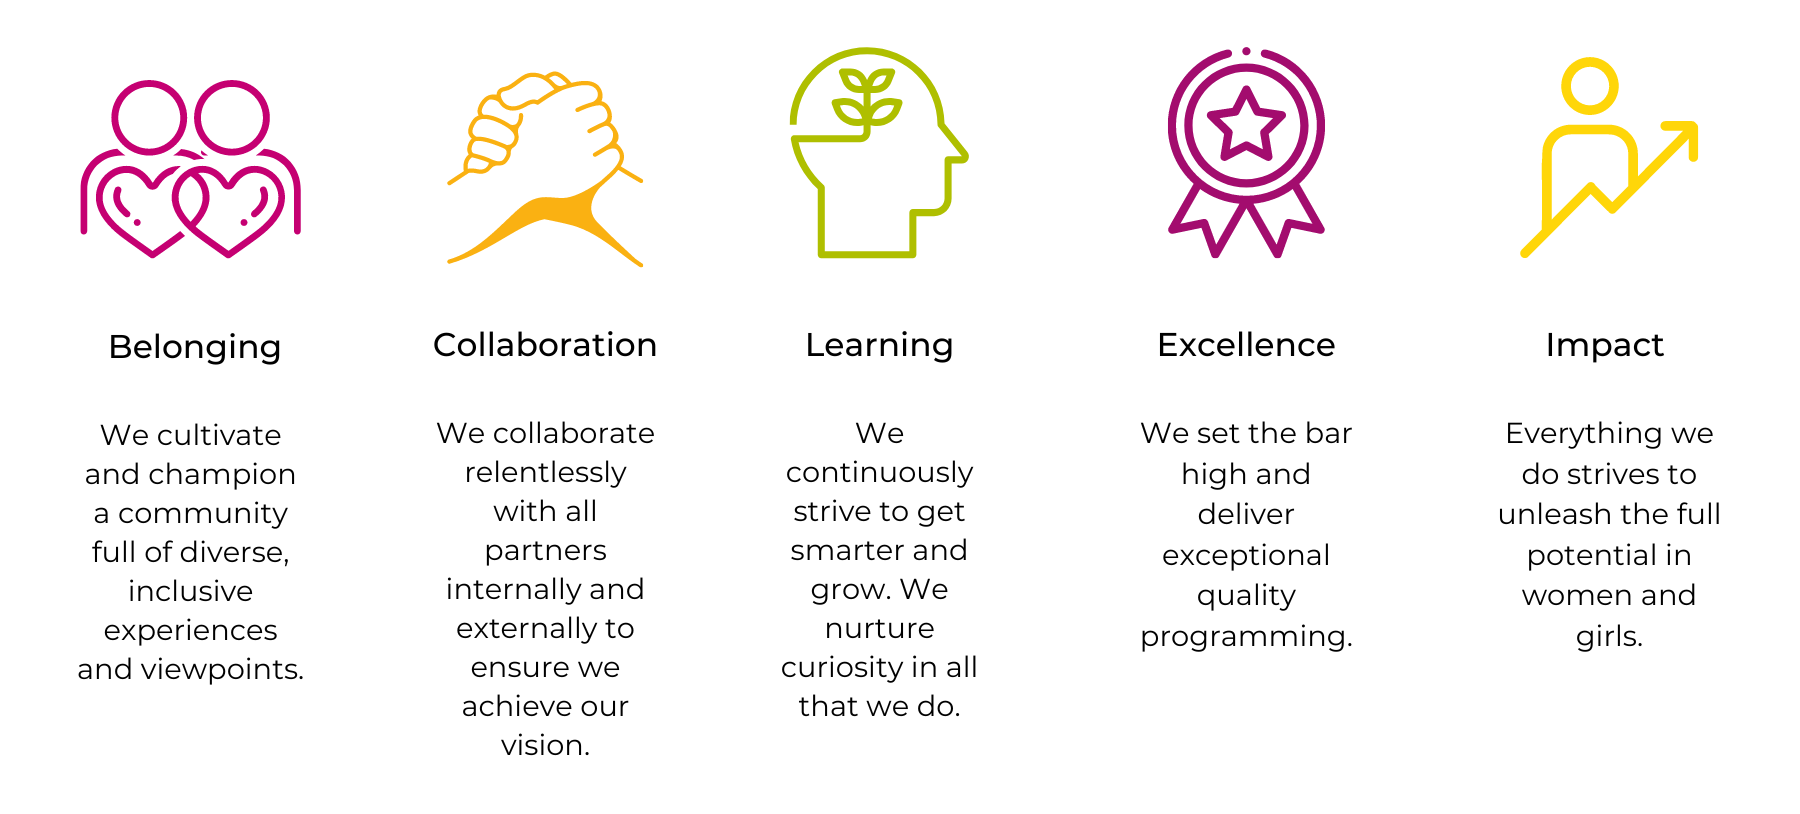 Belonging
We cultivate
and champion
a community
full of diverse,
inclusive
experiences
and viewpoints.
Collaboration
We collaborate
relentlessly
with all
partners
internally and
externally to
ensure we
achieve our
vision.
Learning
We
continuously
strive to get
smarter and
grow. We
nurture
curiosity in all
that we do.
Excellence
We set the bar
high and
deliver
exceptional
quality
programming.
Impact
Everything we
do strives to
unleash the full
potential in
women and
girls.